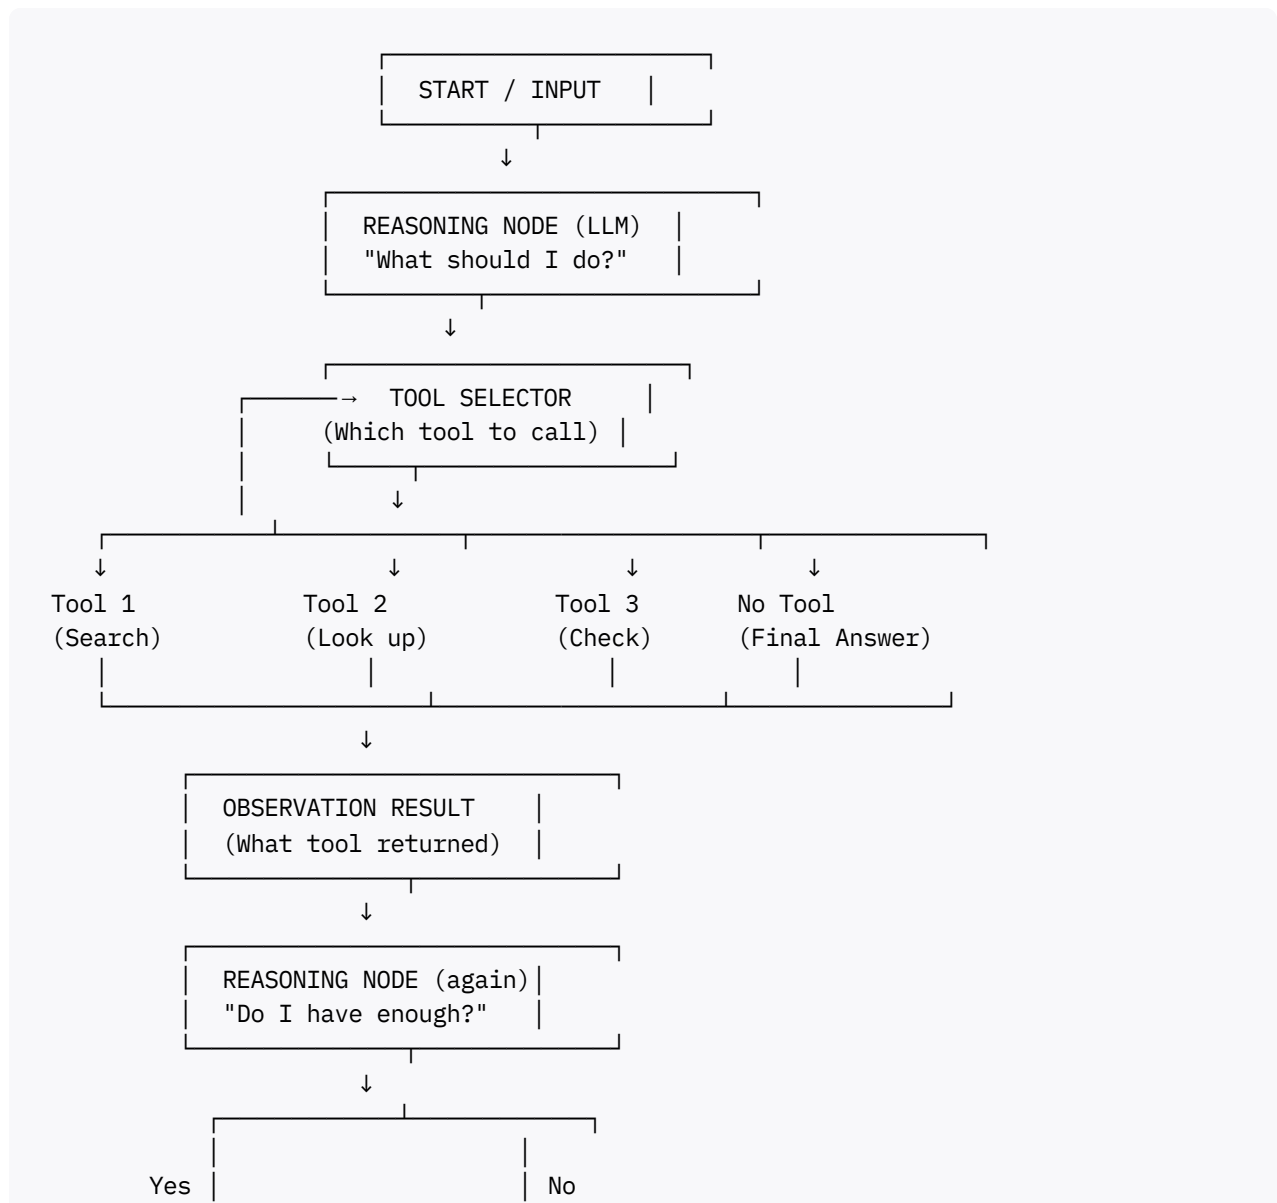 START / INPUT
↓
REASONING NODE (LLM)
"What should I do?"
↓
→ TOOL SELECTOR
(Which tool to call)
↓
↓ ↓ ↓ ↓
Tool 1 Tool 2 Tool 3 No Tool
(Search) (Look up) (Check) (Final Answer)
↓
OBSERVATION RESULT
(What tool returned)
↓
REASONING NODE (again)
"Do I have enough?"
↓
Yes No